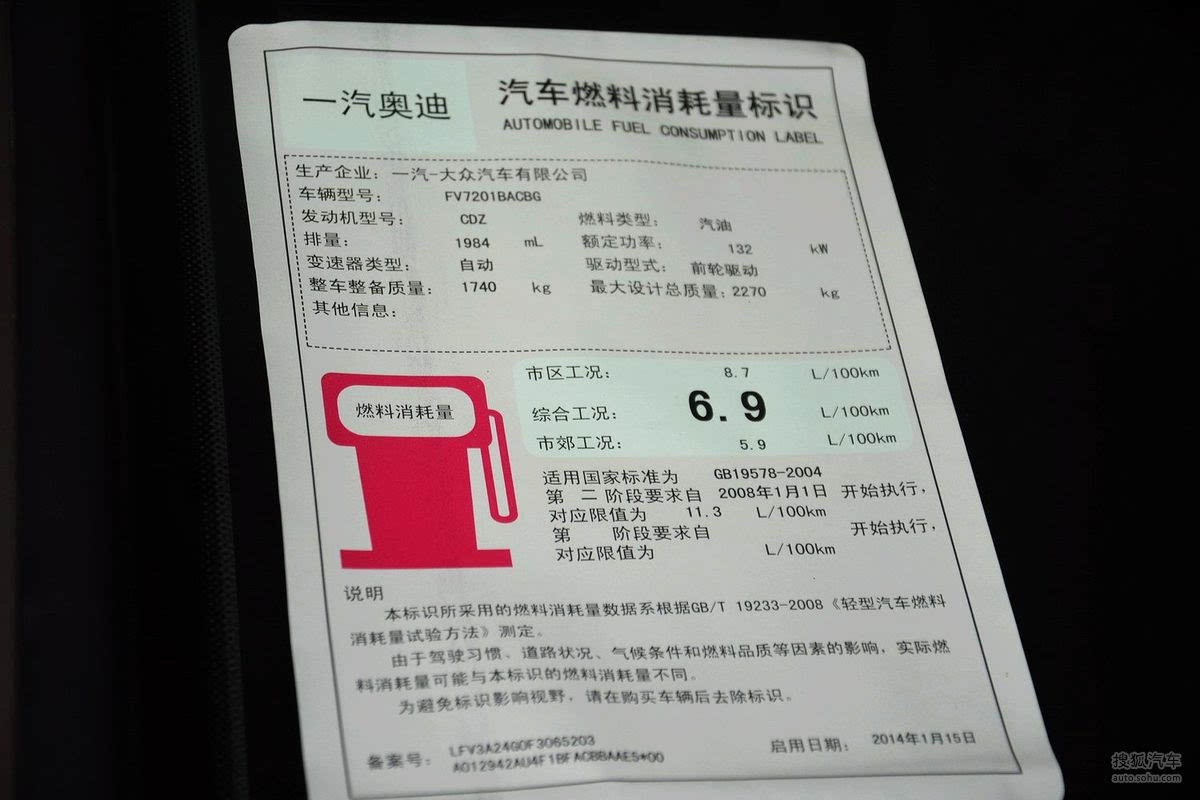 一汽奥迪
汽车燃料消耗量标识
AUTOMOBILE FUEL CONSUMPTION LABEL
生产企业: 一汽-大众汽车有限公司
车辆型号: FV7201BACBG
发动机型号: CDZ 燃料类型: 汽油
排量: 1984 mL 额定功率: 132 kW
变速器类型: 自动 驱动型式: 前轮驱动
整车整备质量: 1740 kg 最大设计总质量: 2270 kg
其他信息:
燃料消耗量
市区工况: 8.7 L/100km
综合工况: 6.9 L/100km
市郊工况: 5.9 L/100km
适用国家标准为 GB19578-2004
第 二 阶段要求自 2008年1月1日 开始执行,
对应限值为 11.3 L/100km
第 阶段要求自 开始执行,
对应限值为 L/100km
说明
本标识所采用的燃料消耗量数据系根据GB/T 19233-2008《轻型汽车燃料
消耗量试验方法》测定。
由于驾驶习惯、道路状况、气候条件和燃料品质等因素的影响,实际燃
料消耗量可能与本标识的燃料消耗量不同。
为避免标识影响视野,请在购买车辆后去除标识。
备案号: LFV3A24G0F3065203 启用日期: 2014年1月15日
A012942AU4F1BFACBBAAE5*00
搜狐汽车
auto.sohu.com